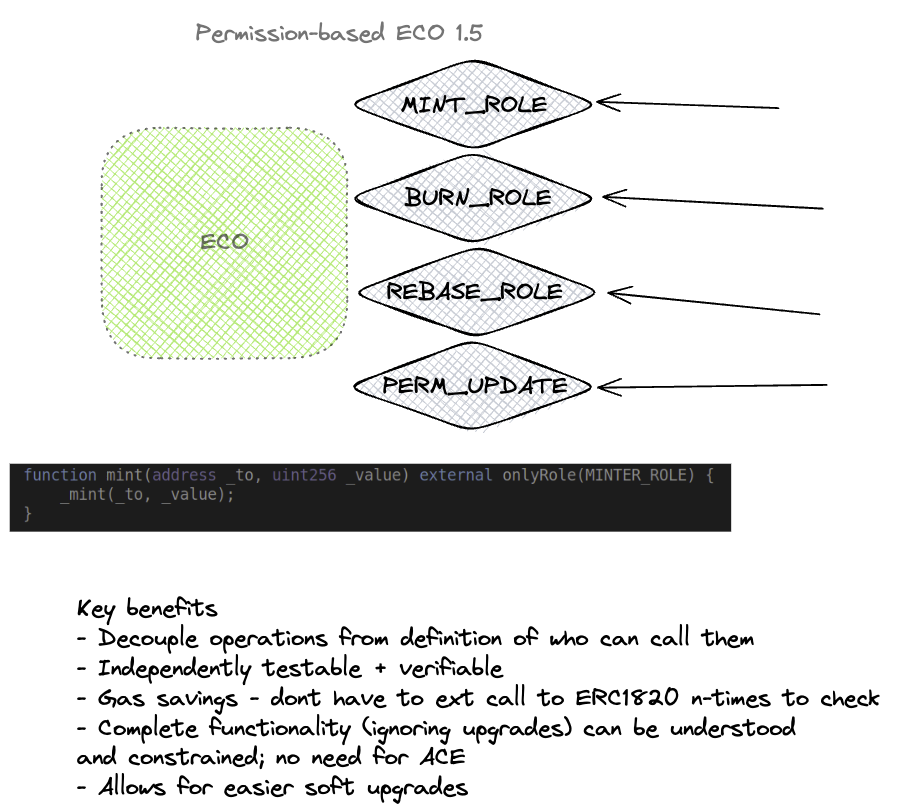 Permission-based ECO 1.5
MINT_ROLE
BURN_ROLE
ECO
REBASE_ROLE
PERM_UPDATE
function mint(address _to, uint256 _value) external onlyRole(MINTER_ROLE) {
    _mint(_to, _value);
}
Key benefits
- Decouple operations from definition of who can call them
- Independently testable + verifiable
- Gas savings - dont have to ext call to ERC1820 n-times to check
- Complete functionality (ignoring upgrades) can be understood
and constrained; no need for ACE
- Allows for easier soft upgrades